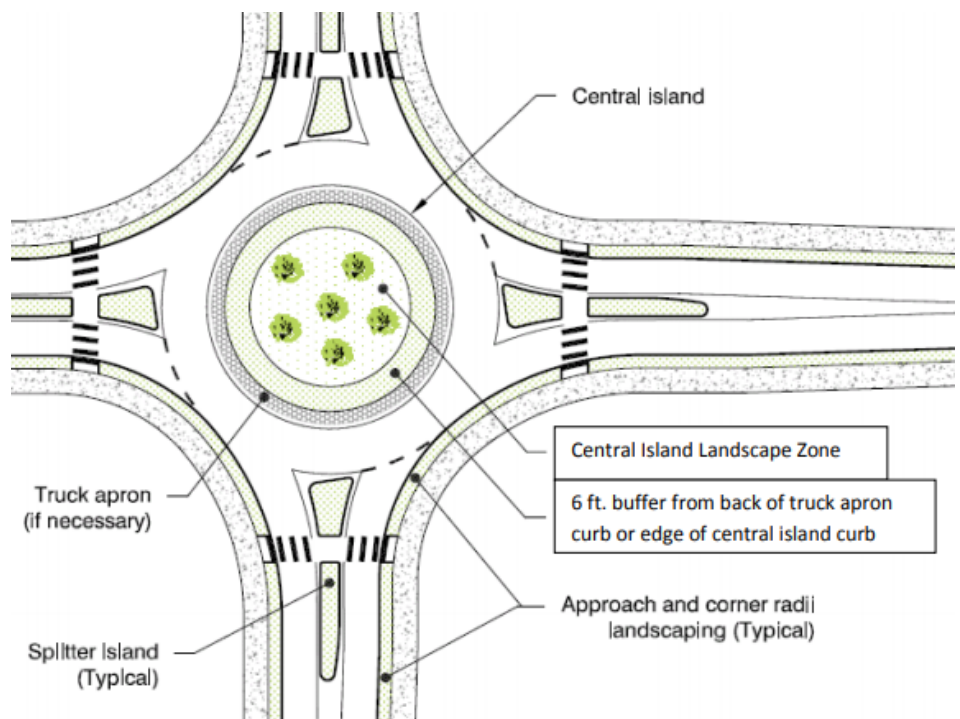 Central island
Central Island Landscape Zone
6 ft. buffer from back of truck apron
curb or edge of central island curb
Truck apron
(if necessary)
Approach and corner radii
landscaping (Typical)
Splitter Island
(Typical)